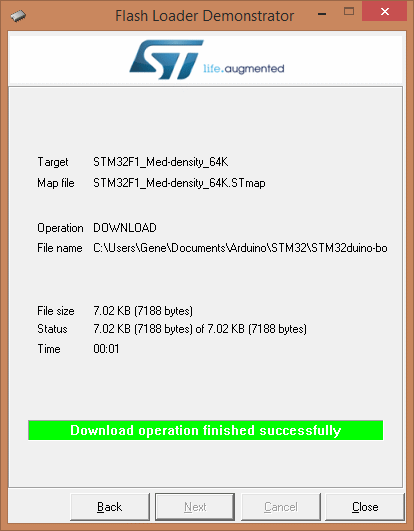 Flash Loader Demonstrator
ST
life.augmented
Target STM32F1_Med-density_64K
Map file STM32F1_Med-density_64K.STmap
Operation DOWNLOAD
File name C:\Users\Gene\Documents\Arduino\STM32\STM32duino-bo
File size 7.02 KB (7188 bytes)
Status 7.02 KB (7188 bytes) of 7.02 KB (7188 bytes)
Time 00:01
Download operation finished successfully
Back Next Cancel Close